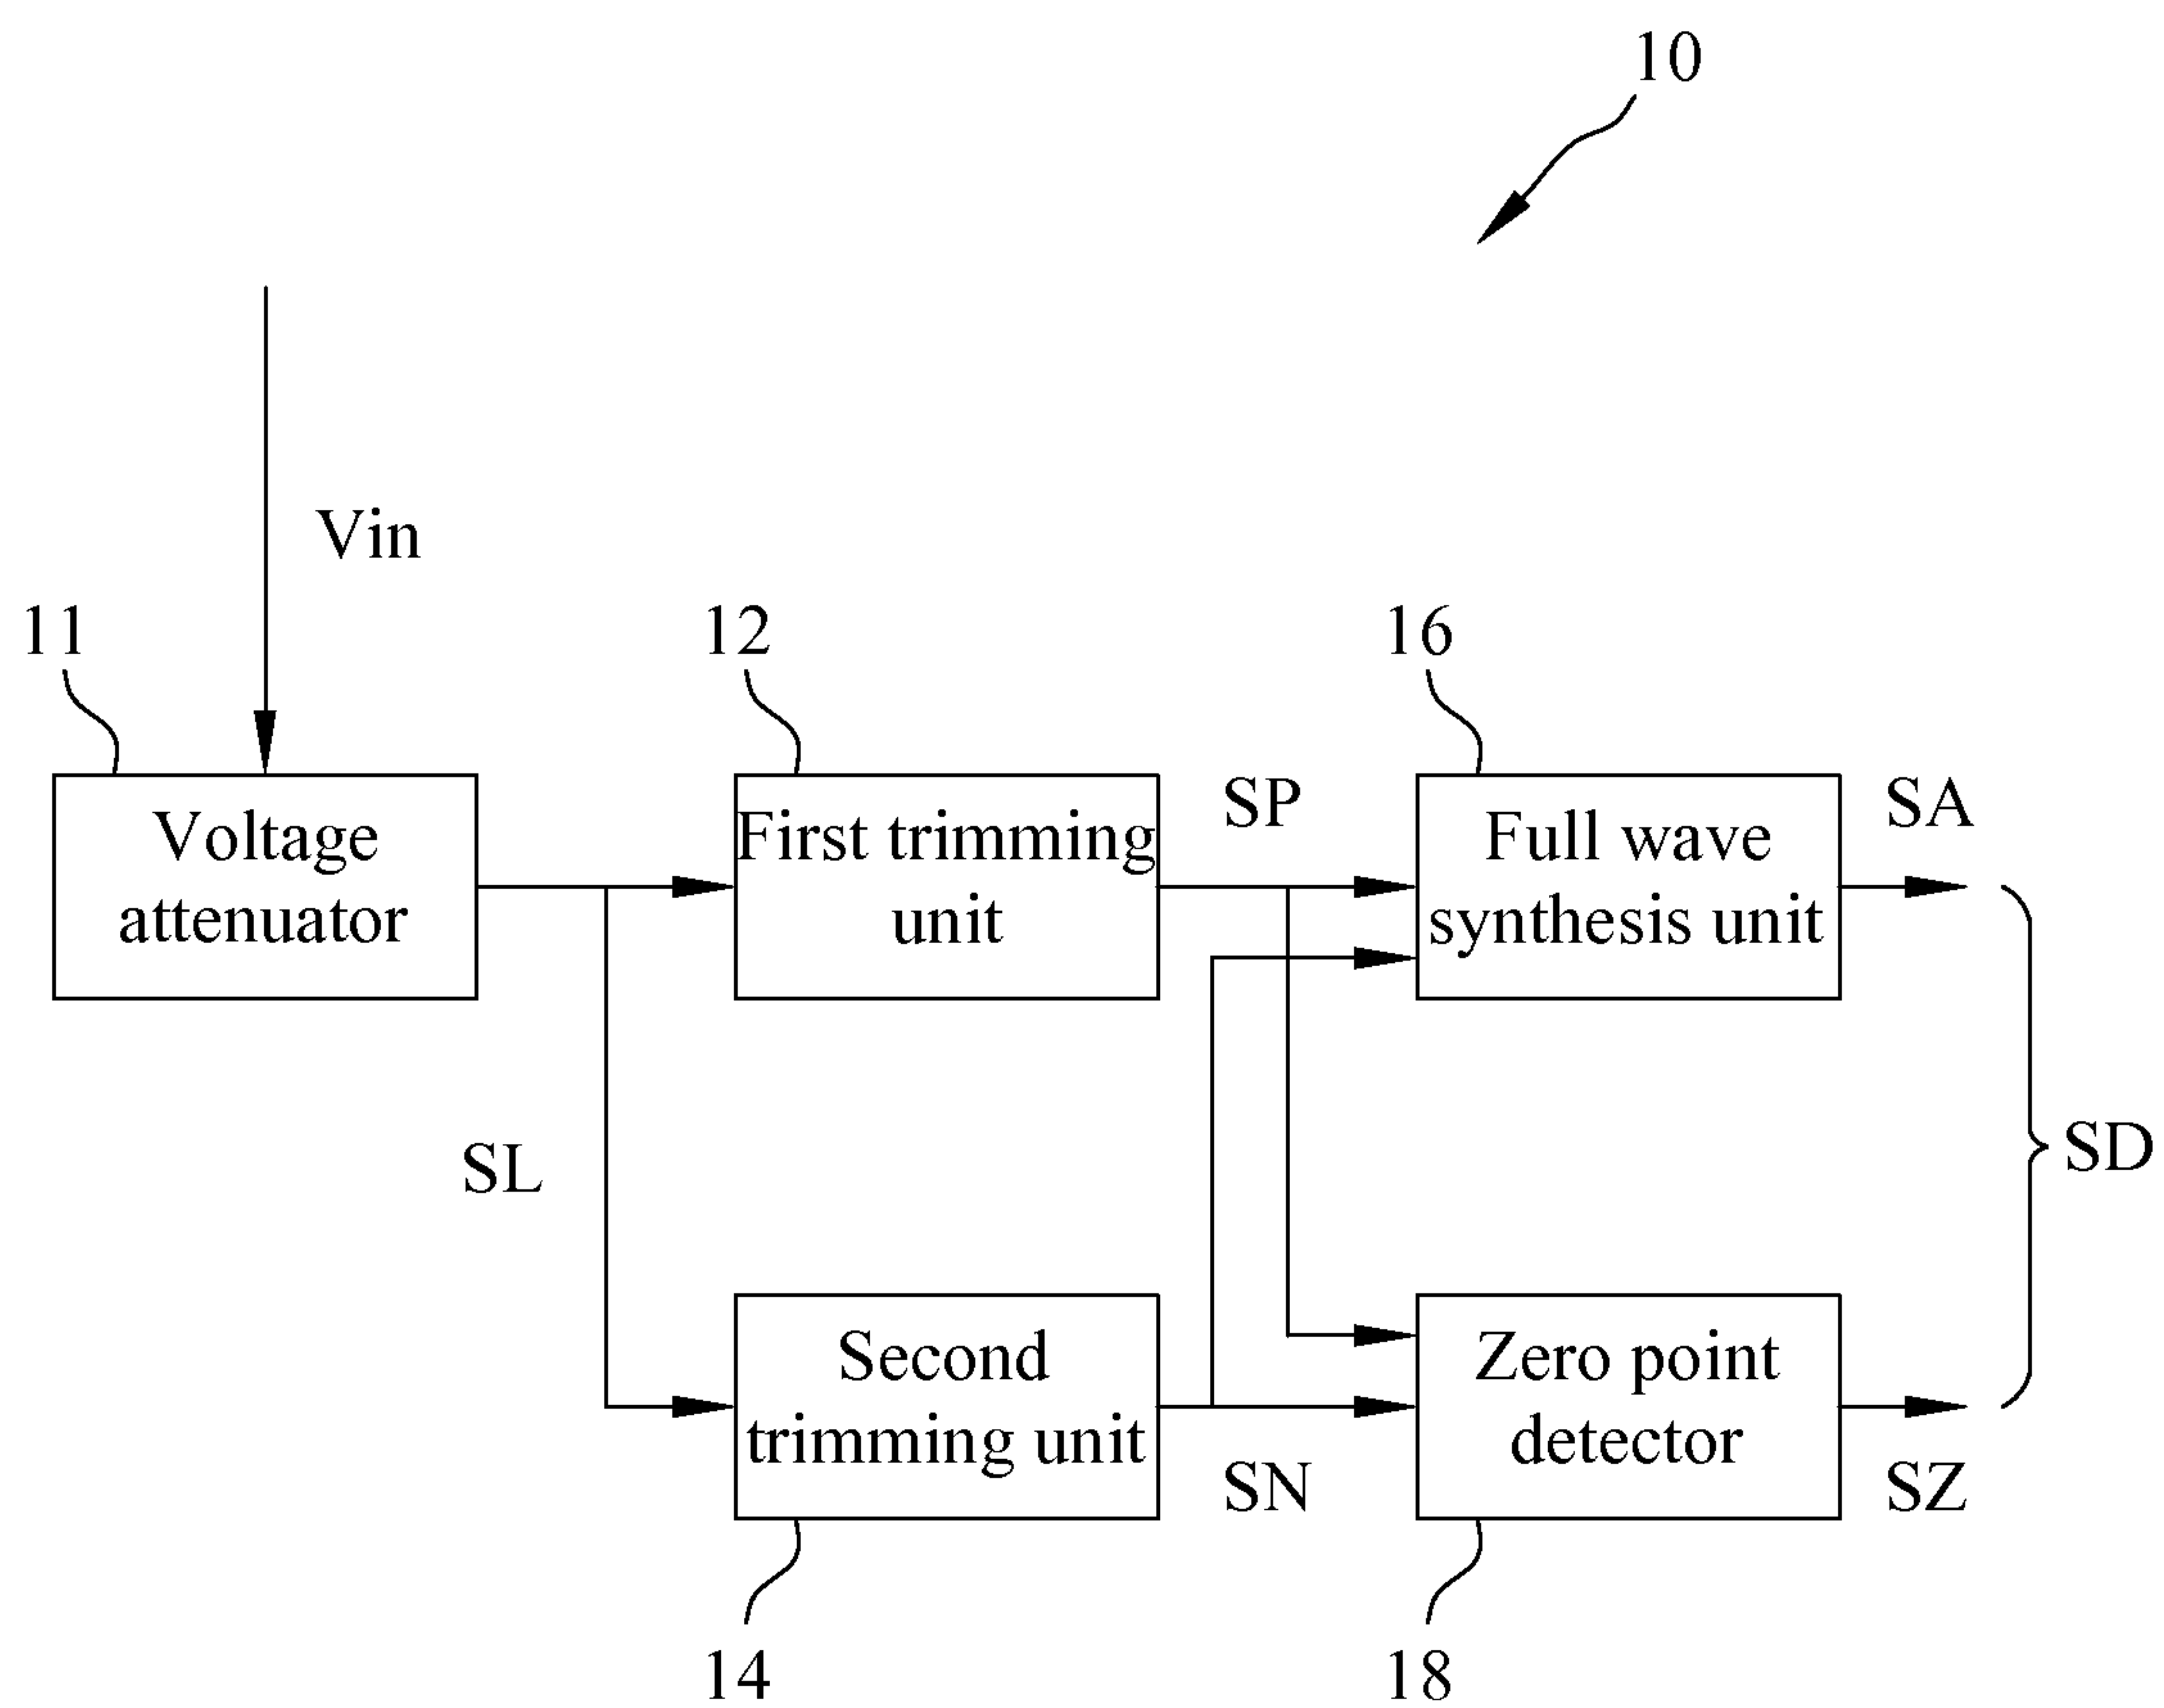 10
Vin
11
12
16
Voltage
attenuator
First trimming
unit
SP
Full wave
synthesis unit
SA
SL
SD
Second
trimming unit
SN
Zero point
detector
SZ
14
18